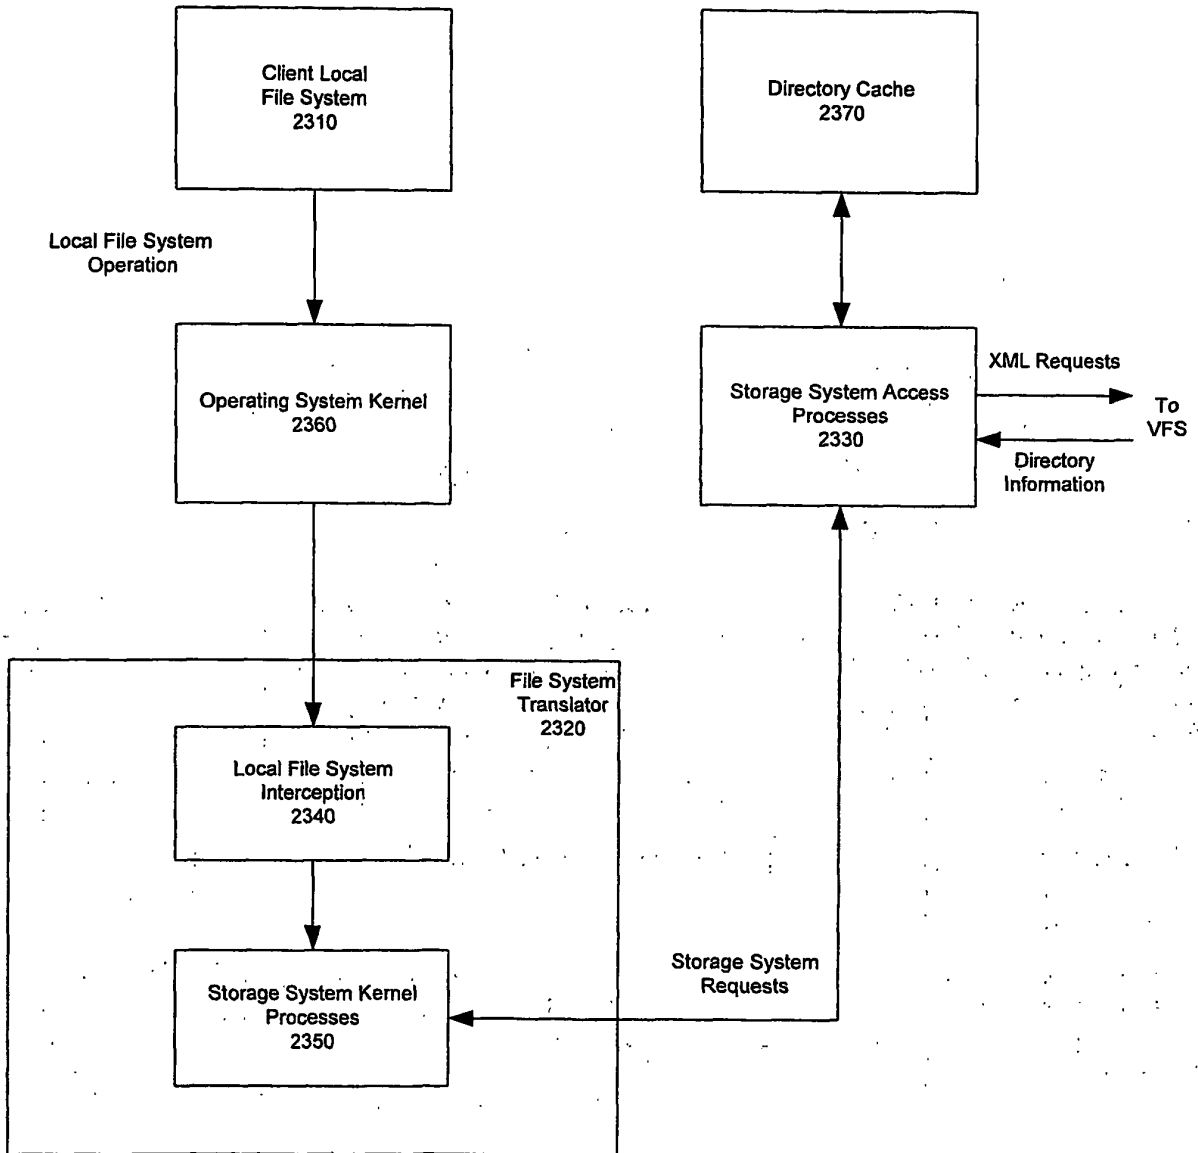 Client Local
File System
2310
Directory Cache
2370
Local File System
Operation
Operating System Kernel
2360
Storage System Access
Processes
2330
XML Requests
To
VFS
Directory
Information
File System
Translator
2320
Local File System
Interception
2340
Storage System Kernel
Processes
2350
Storage System
Requests